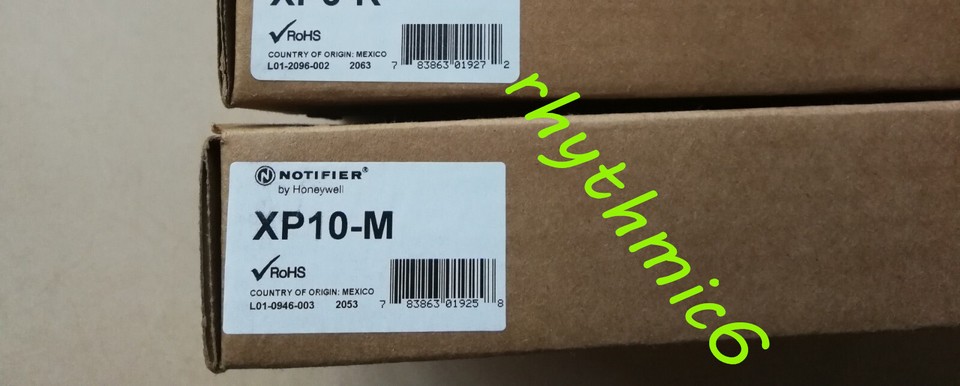 RoHS
COUNTRY OF ORIGIN: MEXICO
L01-2096-002 2063
7 83863 01927 2
NOTIFIER®
by Honeywell
XP10-M
RoHS
COUNTRY OF ORIGIN: MEXICO
L01-0946-003 2053
7 83863 01925 8
rhythmic6